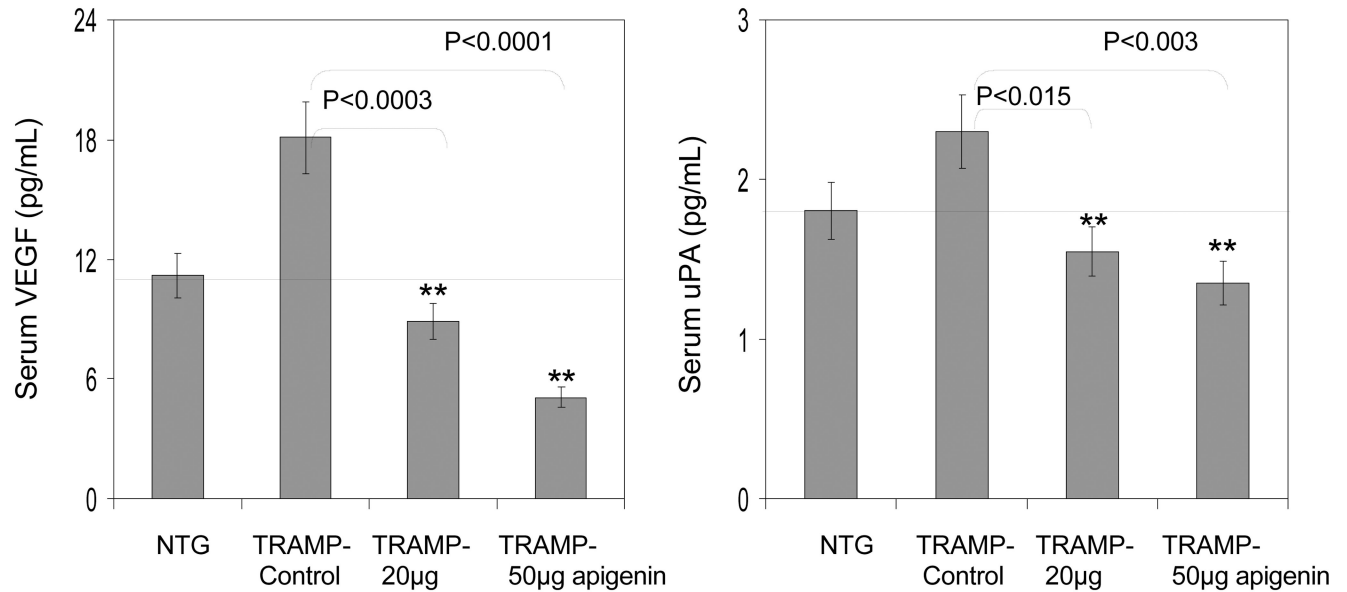 24
18
12
6
0
Serum VEGF (pg/mL)
P<0.0001
P<0.0003
**
**
NTG
TRAMP-
Control
TRAMP-
20µg
TRAMP-
50µg apigenin
3
2
1
0
Serum uPA (pg/mL)
P<0.003
P<0.015
**
**
NTG
TRAMP-
Control
TRAMP-
20µg
TRAMP-
50µg apigenin